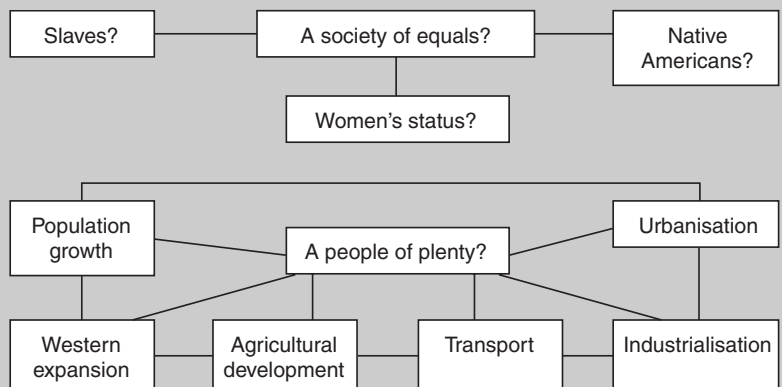 Slaves?
A society of equals?
Native
Americans?
Women's status?
Population
growth
A people of plenty?
Urbanisation
Western
expansion
Agricultural
development
Transport
Industrialisation